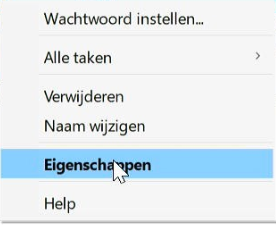 Wachtwoord instellen...
Alle taken
Verwijderen
Naam wijzigen
Eigenschappen
Help